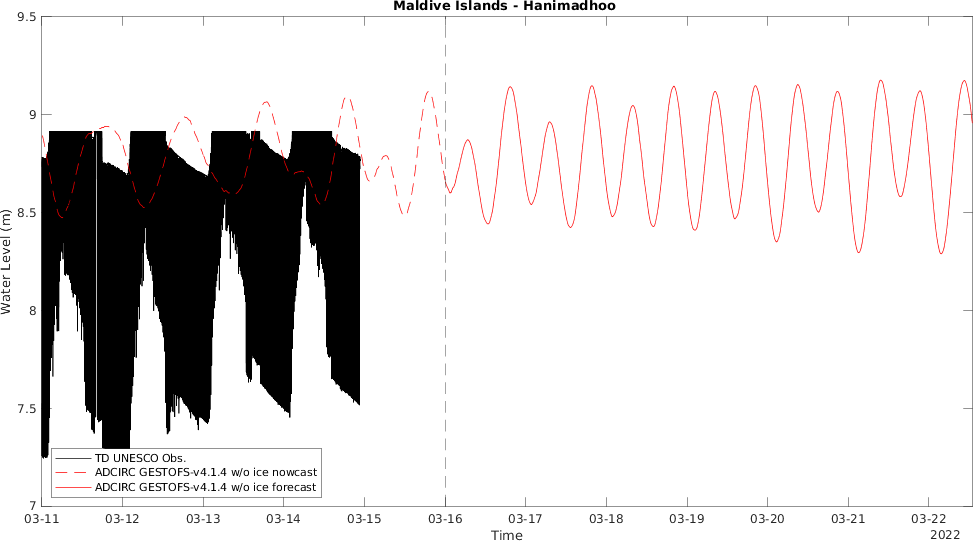 Maldive Islands - Hanimadhoo
9.5
9
8.5
8
7.5
7
Water Level (m)
TD UNESCO Obs.
ADCIRC GESTOFS-v4.1.4 w/o ice nowcast
ADCIRC GESTOFS-v4.1.4 w/o ice forecast
03-11 03-12 03-13 03-14 03-15 03-16 03-17 03-18 03-19 03-20 03-21 03-22
Time
2022